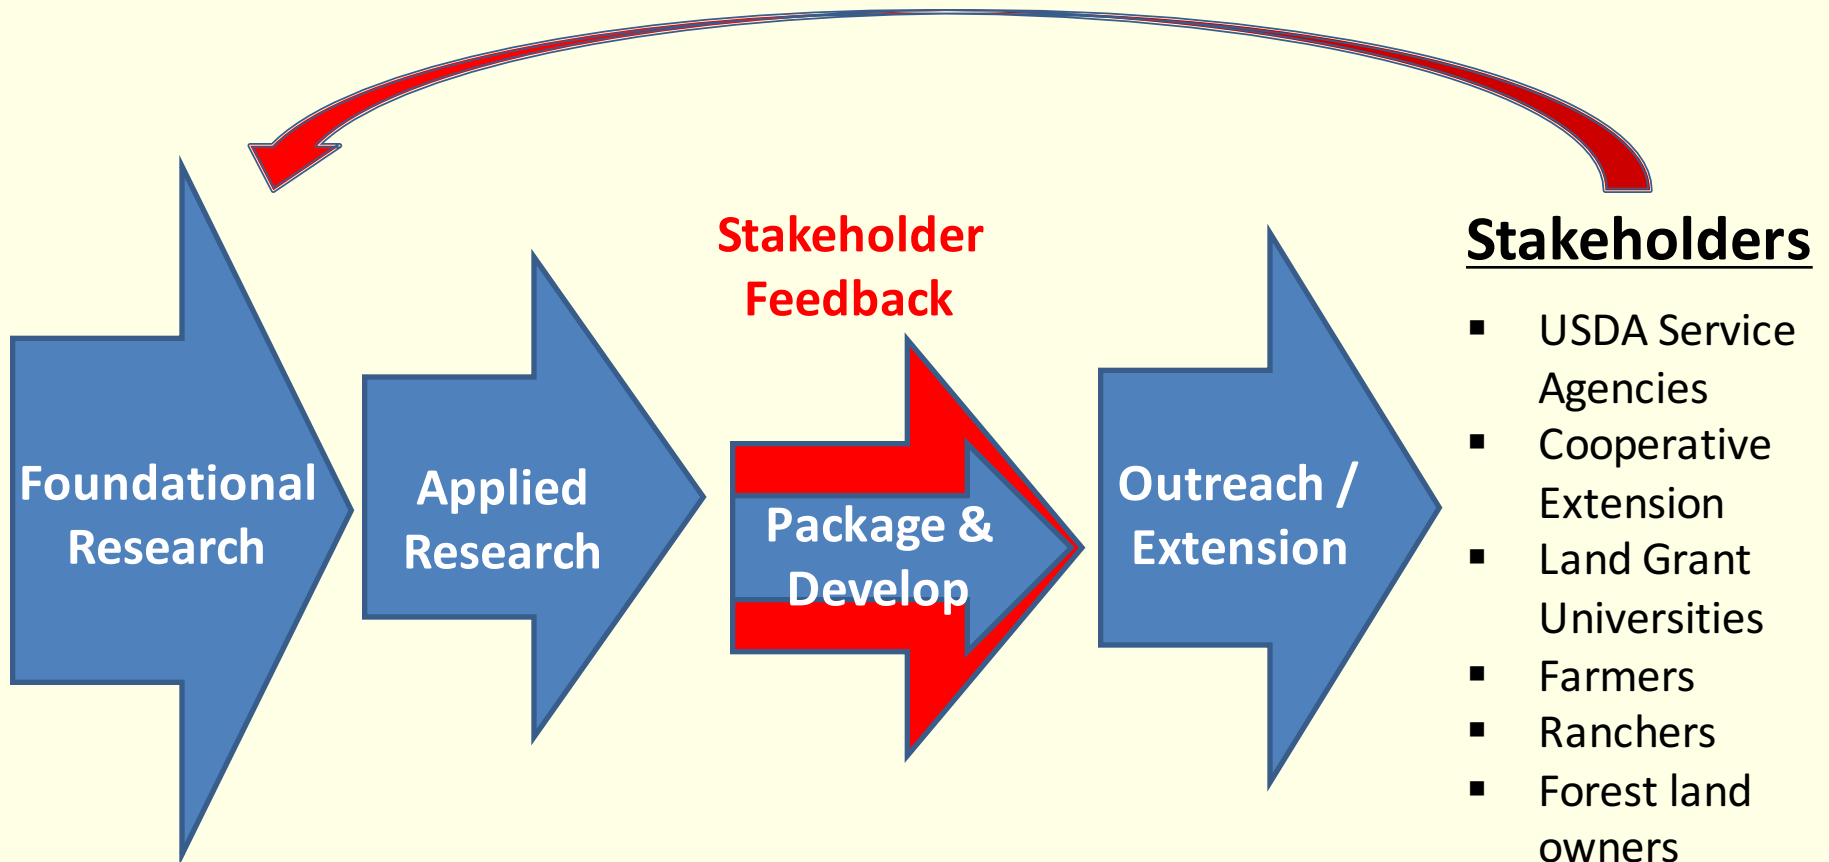 Foundational
Research
Applied
Research
Stakeholder
Feedback
Package &
Develop
Outreach /
Extension
Stakeholders
▪ USDA Service
Agencies
▪ Cooperative
Extension
▪ Land Grant
Universities
▪ Farmers
▪ Ranchers
▪ Forest land
owners